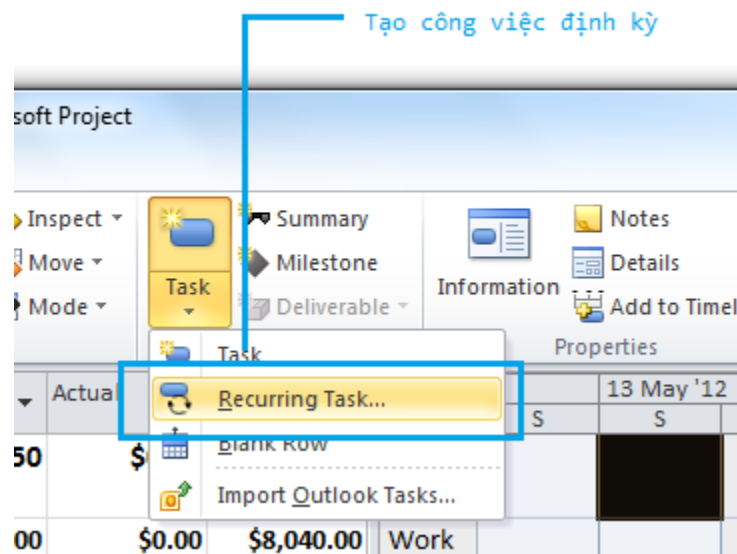 Tạo công việc định kỳ
soft Project
Inspect
Summary
Notes
Move
Milestone
Details
Task
Information
Mode
Deliverable
Add to Timel
Task
Properties
Recurring Task...
Actual
13 May '12
S
S
Blank Row
50
$
Import Outlook Tasks...
00
$0.00
$8,040.00
Work